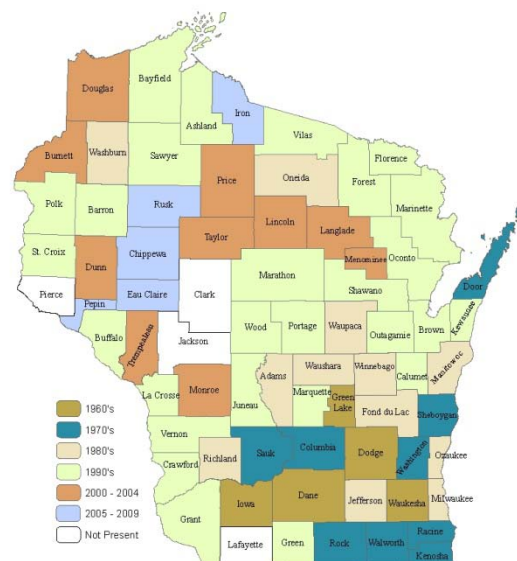 Douglas
Bayfield
Iron
Ashland
Vilas
Burnett
Washburn
Sawyer
Florence
Oneida
Forest
Price
Marinette
Polk
Barron
Rusk
Lincoln
Langlade
Taylor
Oconto
St. Croix
Chippewa
Menominee
Dunn
Marathon
Door
Pierce
Eau Claire
Clark
Shawano
Pepin
Kewaunee
Buffalo
Trempealeau
Jackson
Wood
Portage
Waupaca
Outagamie
Brown
Manitowoc
Waushara
Winnebago
Calumet
Adams
Marquette
Green
Lake
La Crosse
Monroe
Juneau
Fond du Lac
Sheboygan
Vernon
Crawford
Richland
Sauk
Columbia
Dodge
Washington
Ozaukee
Iowa
Dane
Jefferson
Waukesha
Milwaukee
Grant
Lafayette
Green
Rock
Walworth
Racine
Kenosha
1960's
1970's
1980's
1990's
2000 - 2004
2005 - 2009
Not Present